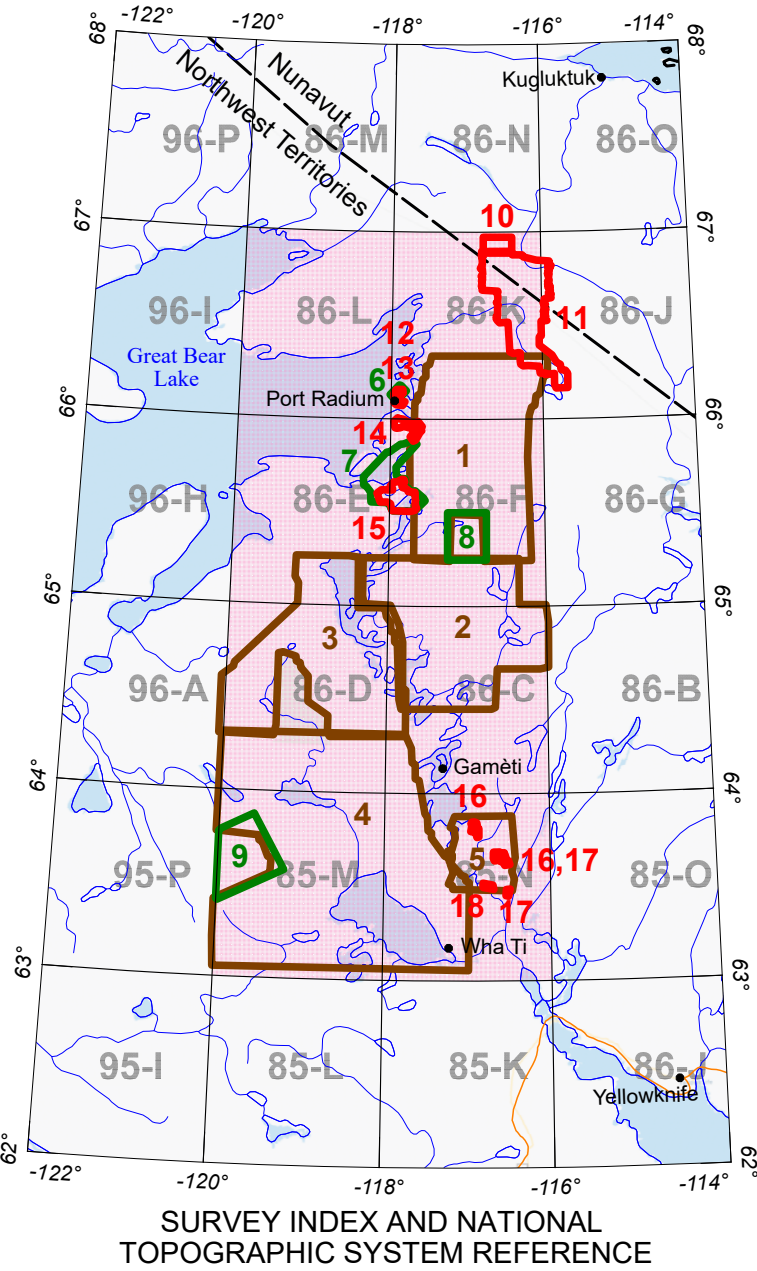 -122° -120° -118° -116° -114°
68° 68°
Nunavut
Northwest Territories
Kugluktuk
96-P 86-M 86-N 86-O
67° 67°
10
96-I 86-L 86-K 86-J
11
12
Great Bear
Lake
13
6
Port Radium
66° 66°
14
7 1
96-H 86-E 86-F 86-G
15 8
65° 65°
3 2
96-A 86-D 86-C 86-B
Gamèti
64° 64°
16
4
9 5 16,17
95-P 85-M 85-N 85-O
18 17
Wha Ti
63° 63°
95-I 85-L 85-K 86-J
Yellowknife
62° 62°
-122° -120° -118° -116° -114°
SURVEY INDEX AND NATIONAL
TOPOGRAPHIC SYSTEM REFERENCE